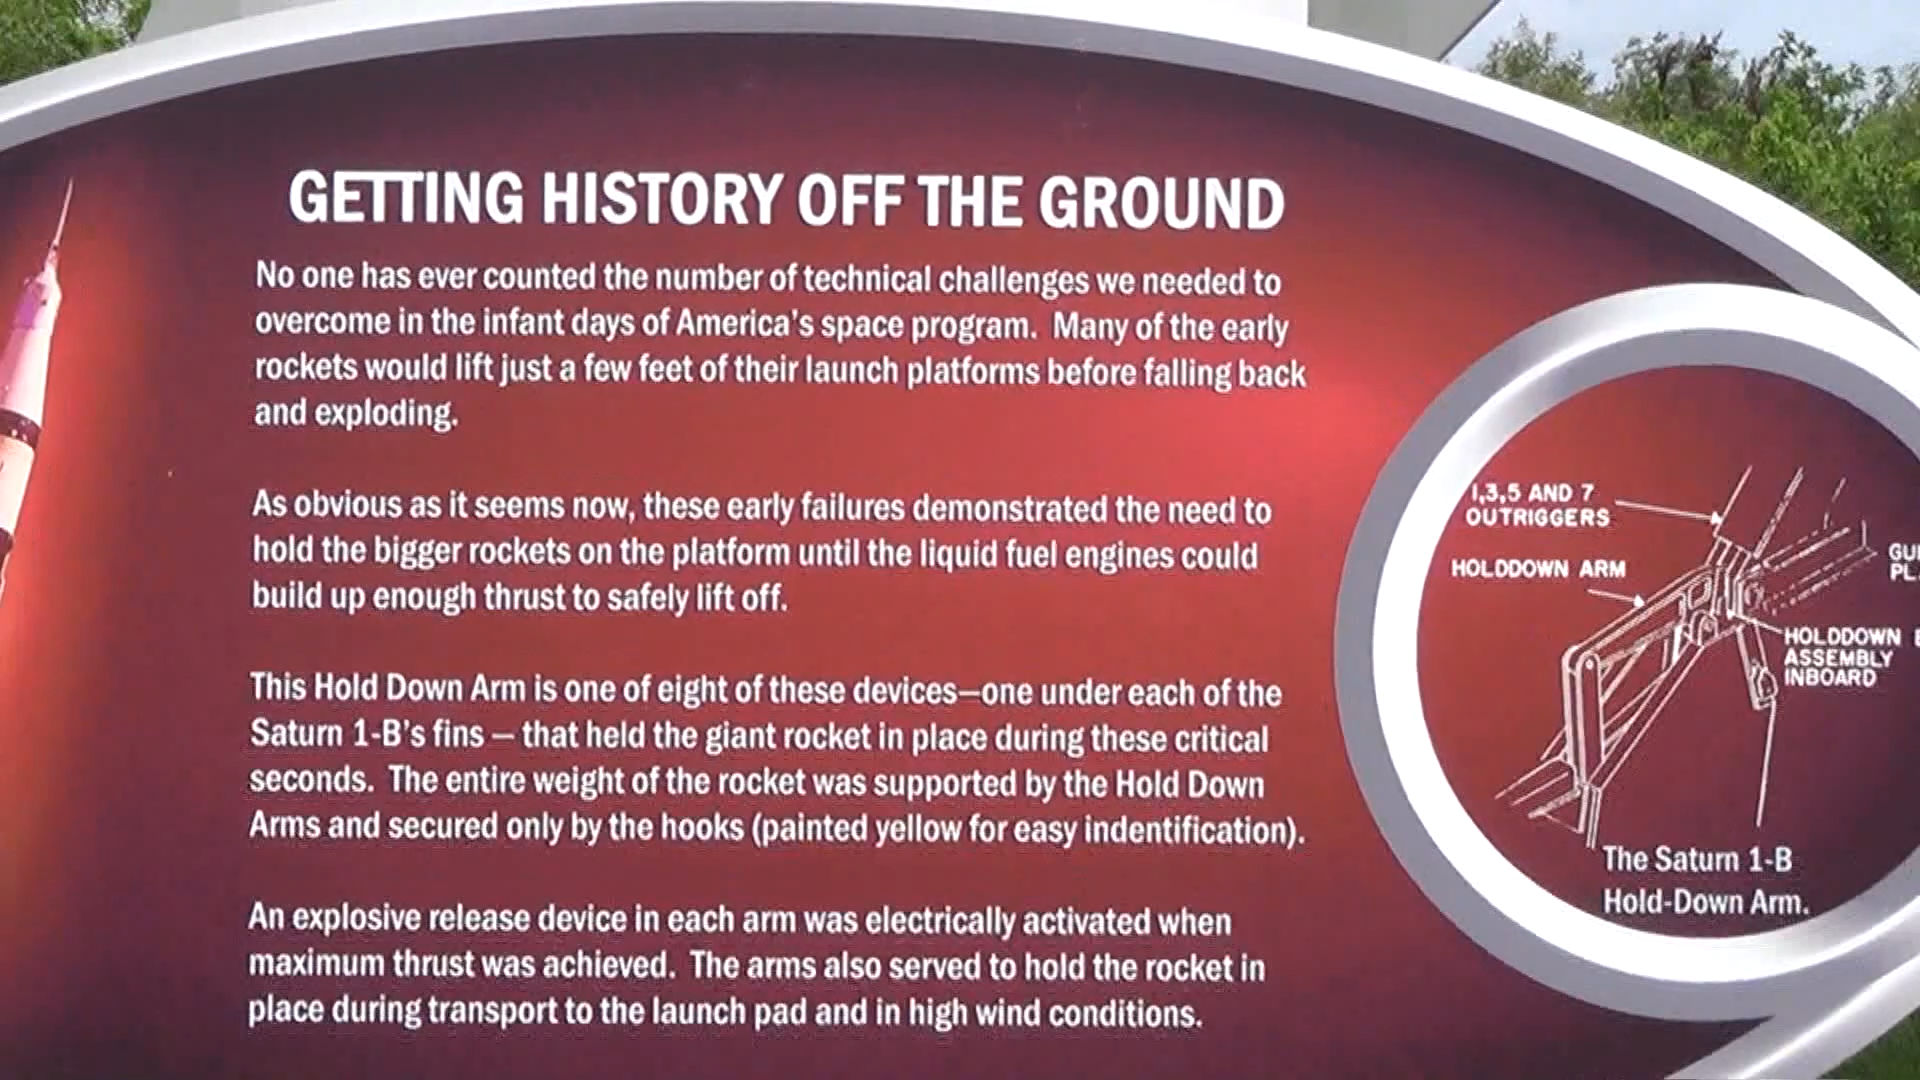 GETTING HISTORY OFF THE GROUND
No one has ever counted the number of technical challenges we needed to
overcome in the infant days of America's space program. Many of the early
rockets would lift just a few feet of their launch platforms before falling back
and exploding.
As obvious as it seems now, these early failures demonstrated the need to
hold the bigger rockets on the platform until the liquid fuel engines could
build up enough thrust to safely lift off.
This Hold Down Arm is one of eight of these devices—one under each of the
Saturn 1-B's fins – that held the giant rocket in place during these critical
seconds. The entire weight of the rocket was supported by the Hold Down
Arms and secured only by the hooks (painted yellow for easy indentification).
An explosive release device in each arm was electrically activated when
maximum thrust was achieved. The arms also served to hold the rocket in
place during transport to the launch pad and in high wind conditions.
1,3,5 AND 7
OUTRIGGERS
HOLDDOWN ARM
HOLDDOWN
ASSEMBLY
INBOARD
The Saturn 1-B
Hold-Down Arm.